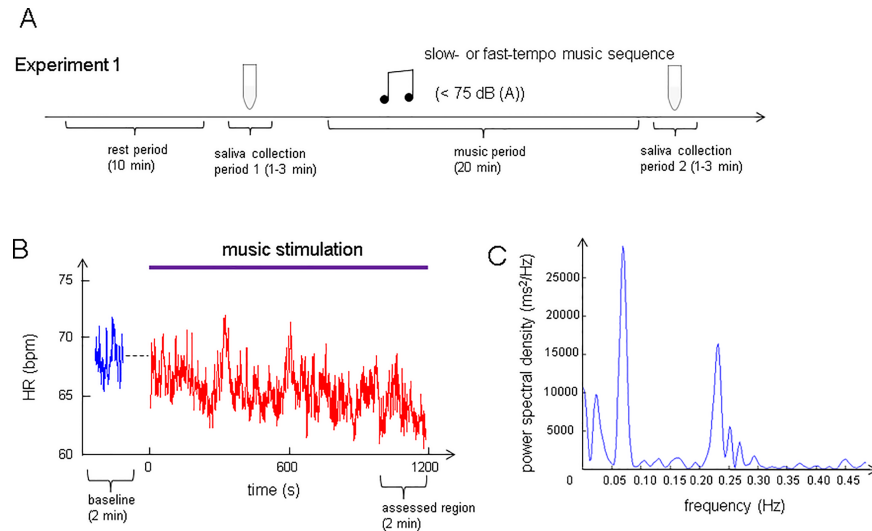 A
Experiment 1
slow- or fast-tempo music sequence
(< 75 dB (A))
rest period
(10 min)
saliva collection
period 1 (1-3 min)
music period
(20 min)
saliva collection
period 2 (1-3 min)
B
music stimulation
HR (bpm)
75
70
65
60
0
600
1200
time (s)
baseline
(2 min)
assessed region
(2 min)
C
power spectral density (ms²/Hz)
25000
20000
15000
10000
5000
0
0.05
0.10
0.15
0.20
0.25
0.30
0.35
0.40
0.45
frequency (Hz)